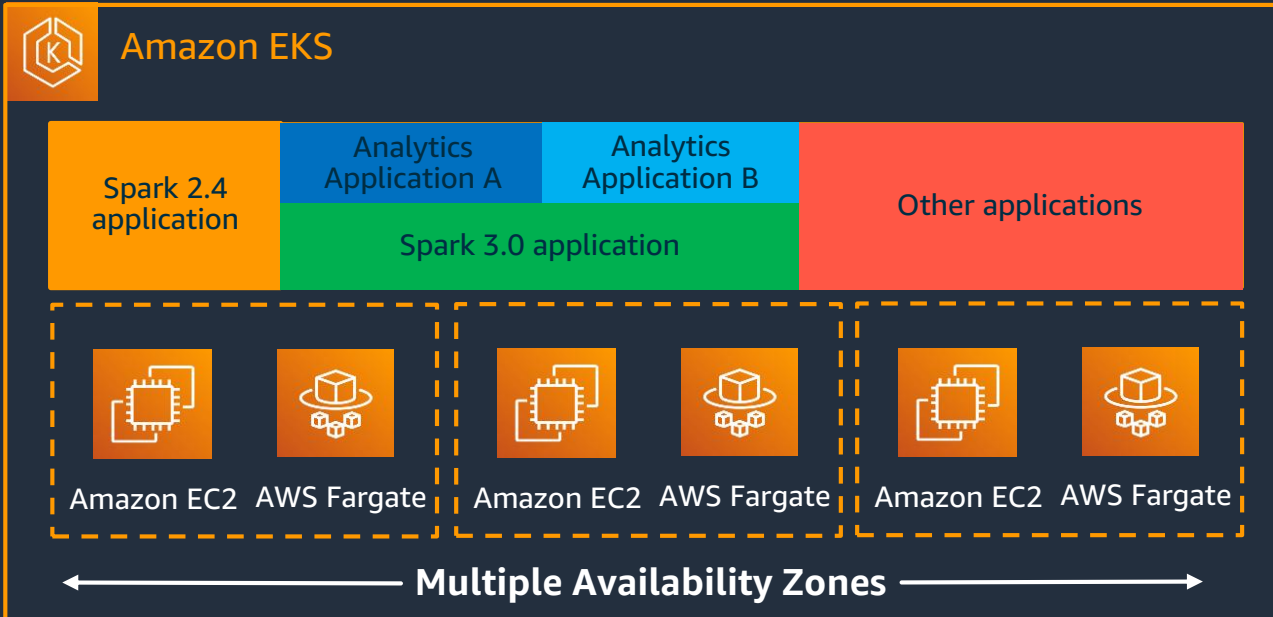 Amazon EKS
Spark 2.4
application
Analytics
Application A
Analytics
Application B
Spark 3.0 application
Other applications
Amazon EC2
AWS Fargate
Amazon EC2
AWS Fargate
Amazon EC2
AWS Fargate
Multiple Availability Zones